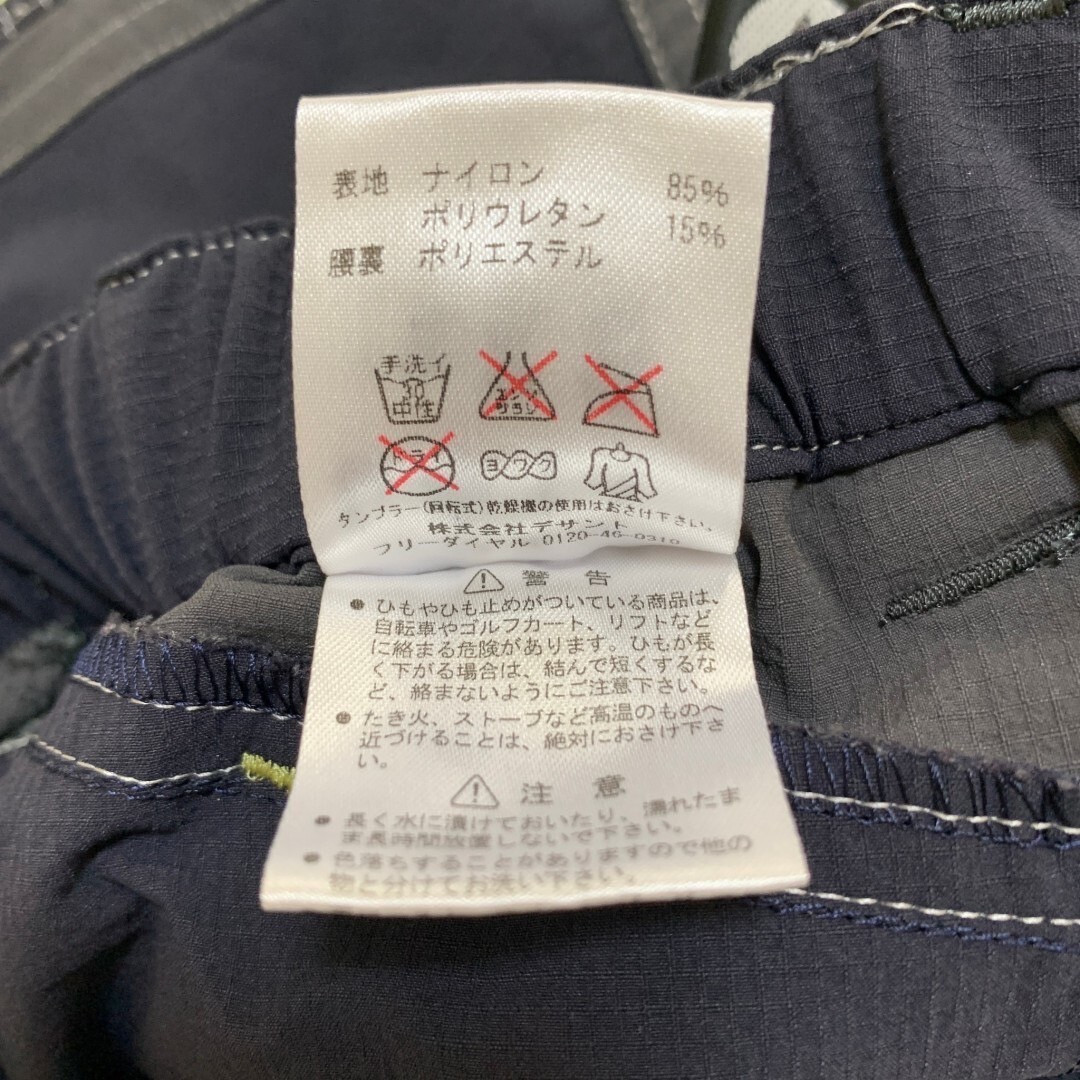 表地 ナイロン 85%
ポリウレタン 15%
腰裏 ポリエステル
手洗イ
30
中性
エンソ
サラシ
ドライ
ヨワク
タンブラー(回転式)乾燥機の使用はおさけ下さい。
株式会社デサント
フリーダイヤル 0120-46-0310
警告
● ひもやひも止めがついている商品は、
自転車やゴルフカート、リフトなど
に絡まる危険があります。ひもが長
く下がる場合は、結んで短くするな
ど、絡まないようにご注意下さい。
● たき火、ストーブなど高温のものへ
近づけることは、絶対におさけ下さ
い。
注意
● 長く水に漬けておいたり、濡れたま
ま長時間放置しないで下さい。
● 色落ちすることがありますので他の
物と分けてお洗い下さい。